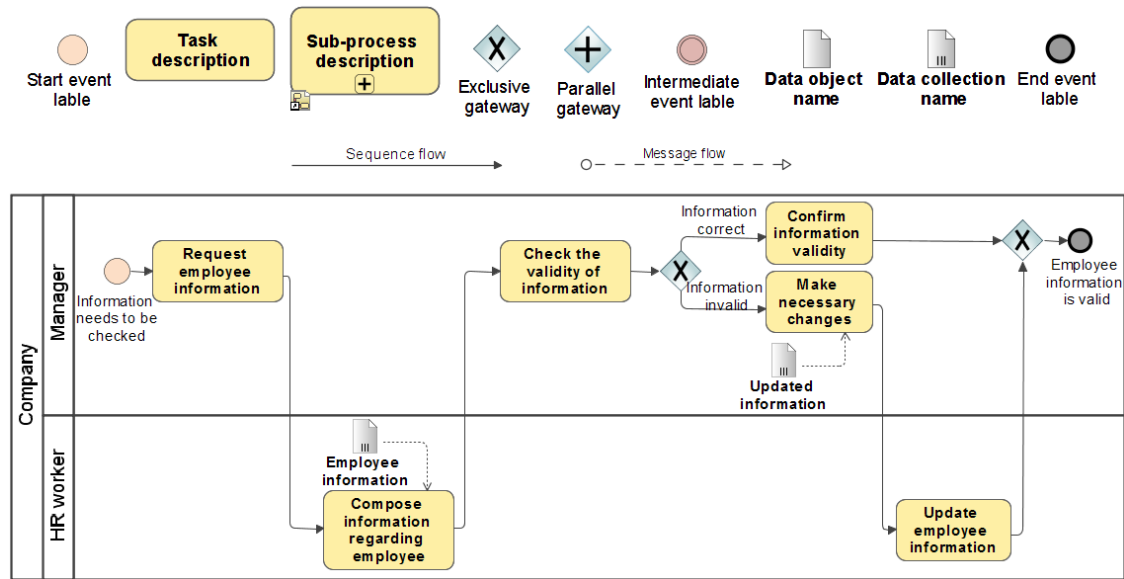 Start event
lable
Task
description
Sub-process
description
Exclusive
gateway
Parallel
gateway
Intermediate
event lable
Data object
name
Data collection
name
End event
lable
Sequence flow
Message flow
Company
Manager
HR worker
Information
needs to be
checked
Request
employee
information
Employee
information
Compose
information
regarding
employee
Check the
validity of
information
Information
correct
Information
invalid
Confirm
information
validity
Make
necessary
changes
Updated
information
Update
employee
information
Employee
information
is valid